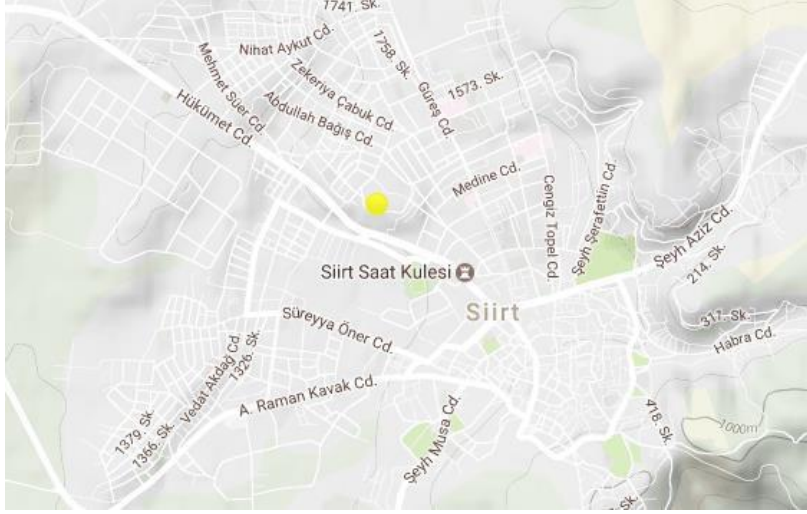 1741. Sk.
Nihat Aykut Cd.
1758. Sk.
Mehmet Süer Cd.
Zekeriya Çabuk Cd.
Güreş Cd.
1573. Sk.
Hükümet Cd.
Abdullah Bağış Cd.
Medine Cd.
Cengiz Topel Cd.
Şeyh Şerafettin Cd.
Şeyh Aziz Cd.
214. Sk.
Siirt Saat Kulesi
Siirt
Süreyya Öner Cd.
317. Sk.
Habra Cd.
Vedat Akdağ Cd.
1326. Sk.
A. Raman Kavak Cd.
1379. Sk.
1366. Sk.
Şeyh Musa Cd.
418. Sk.
1000m
Sk.